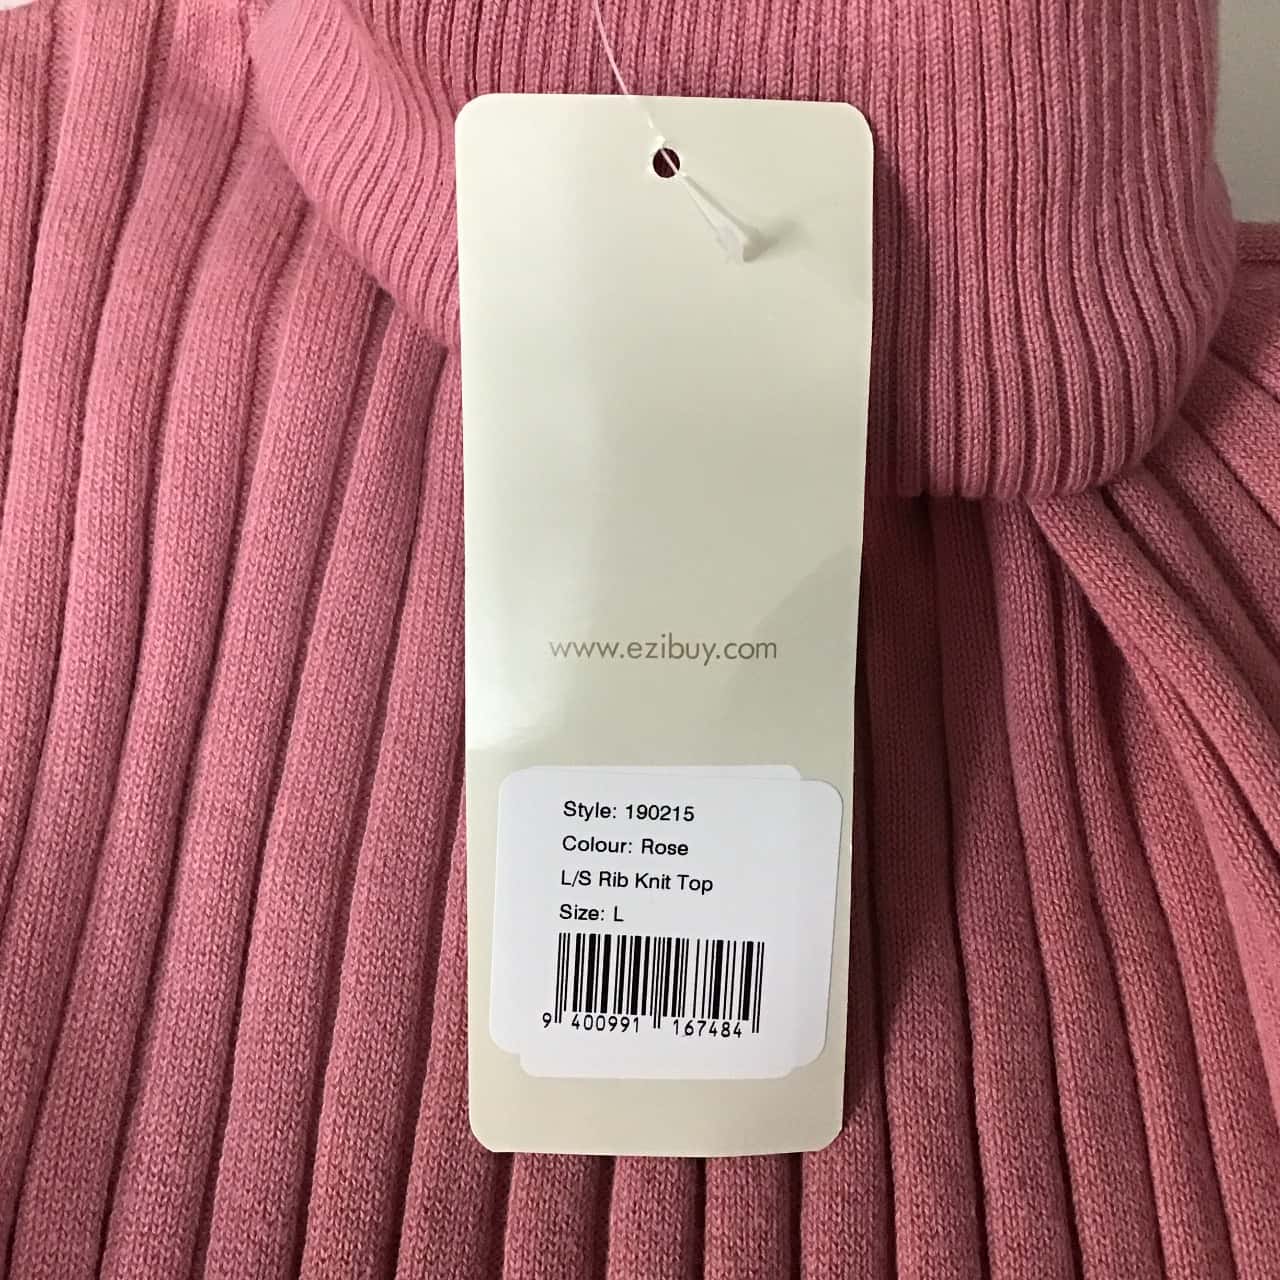 www.ezibuy.com
Style: 190215
Colour: Rose
L/S Rib Knit Top
Size: L
9 400991 167484